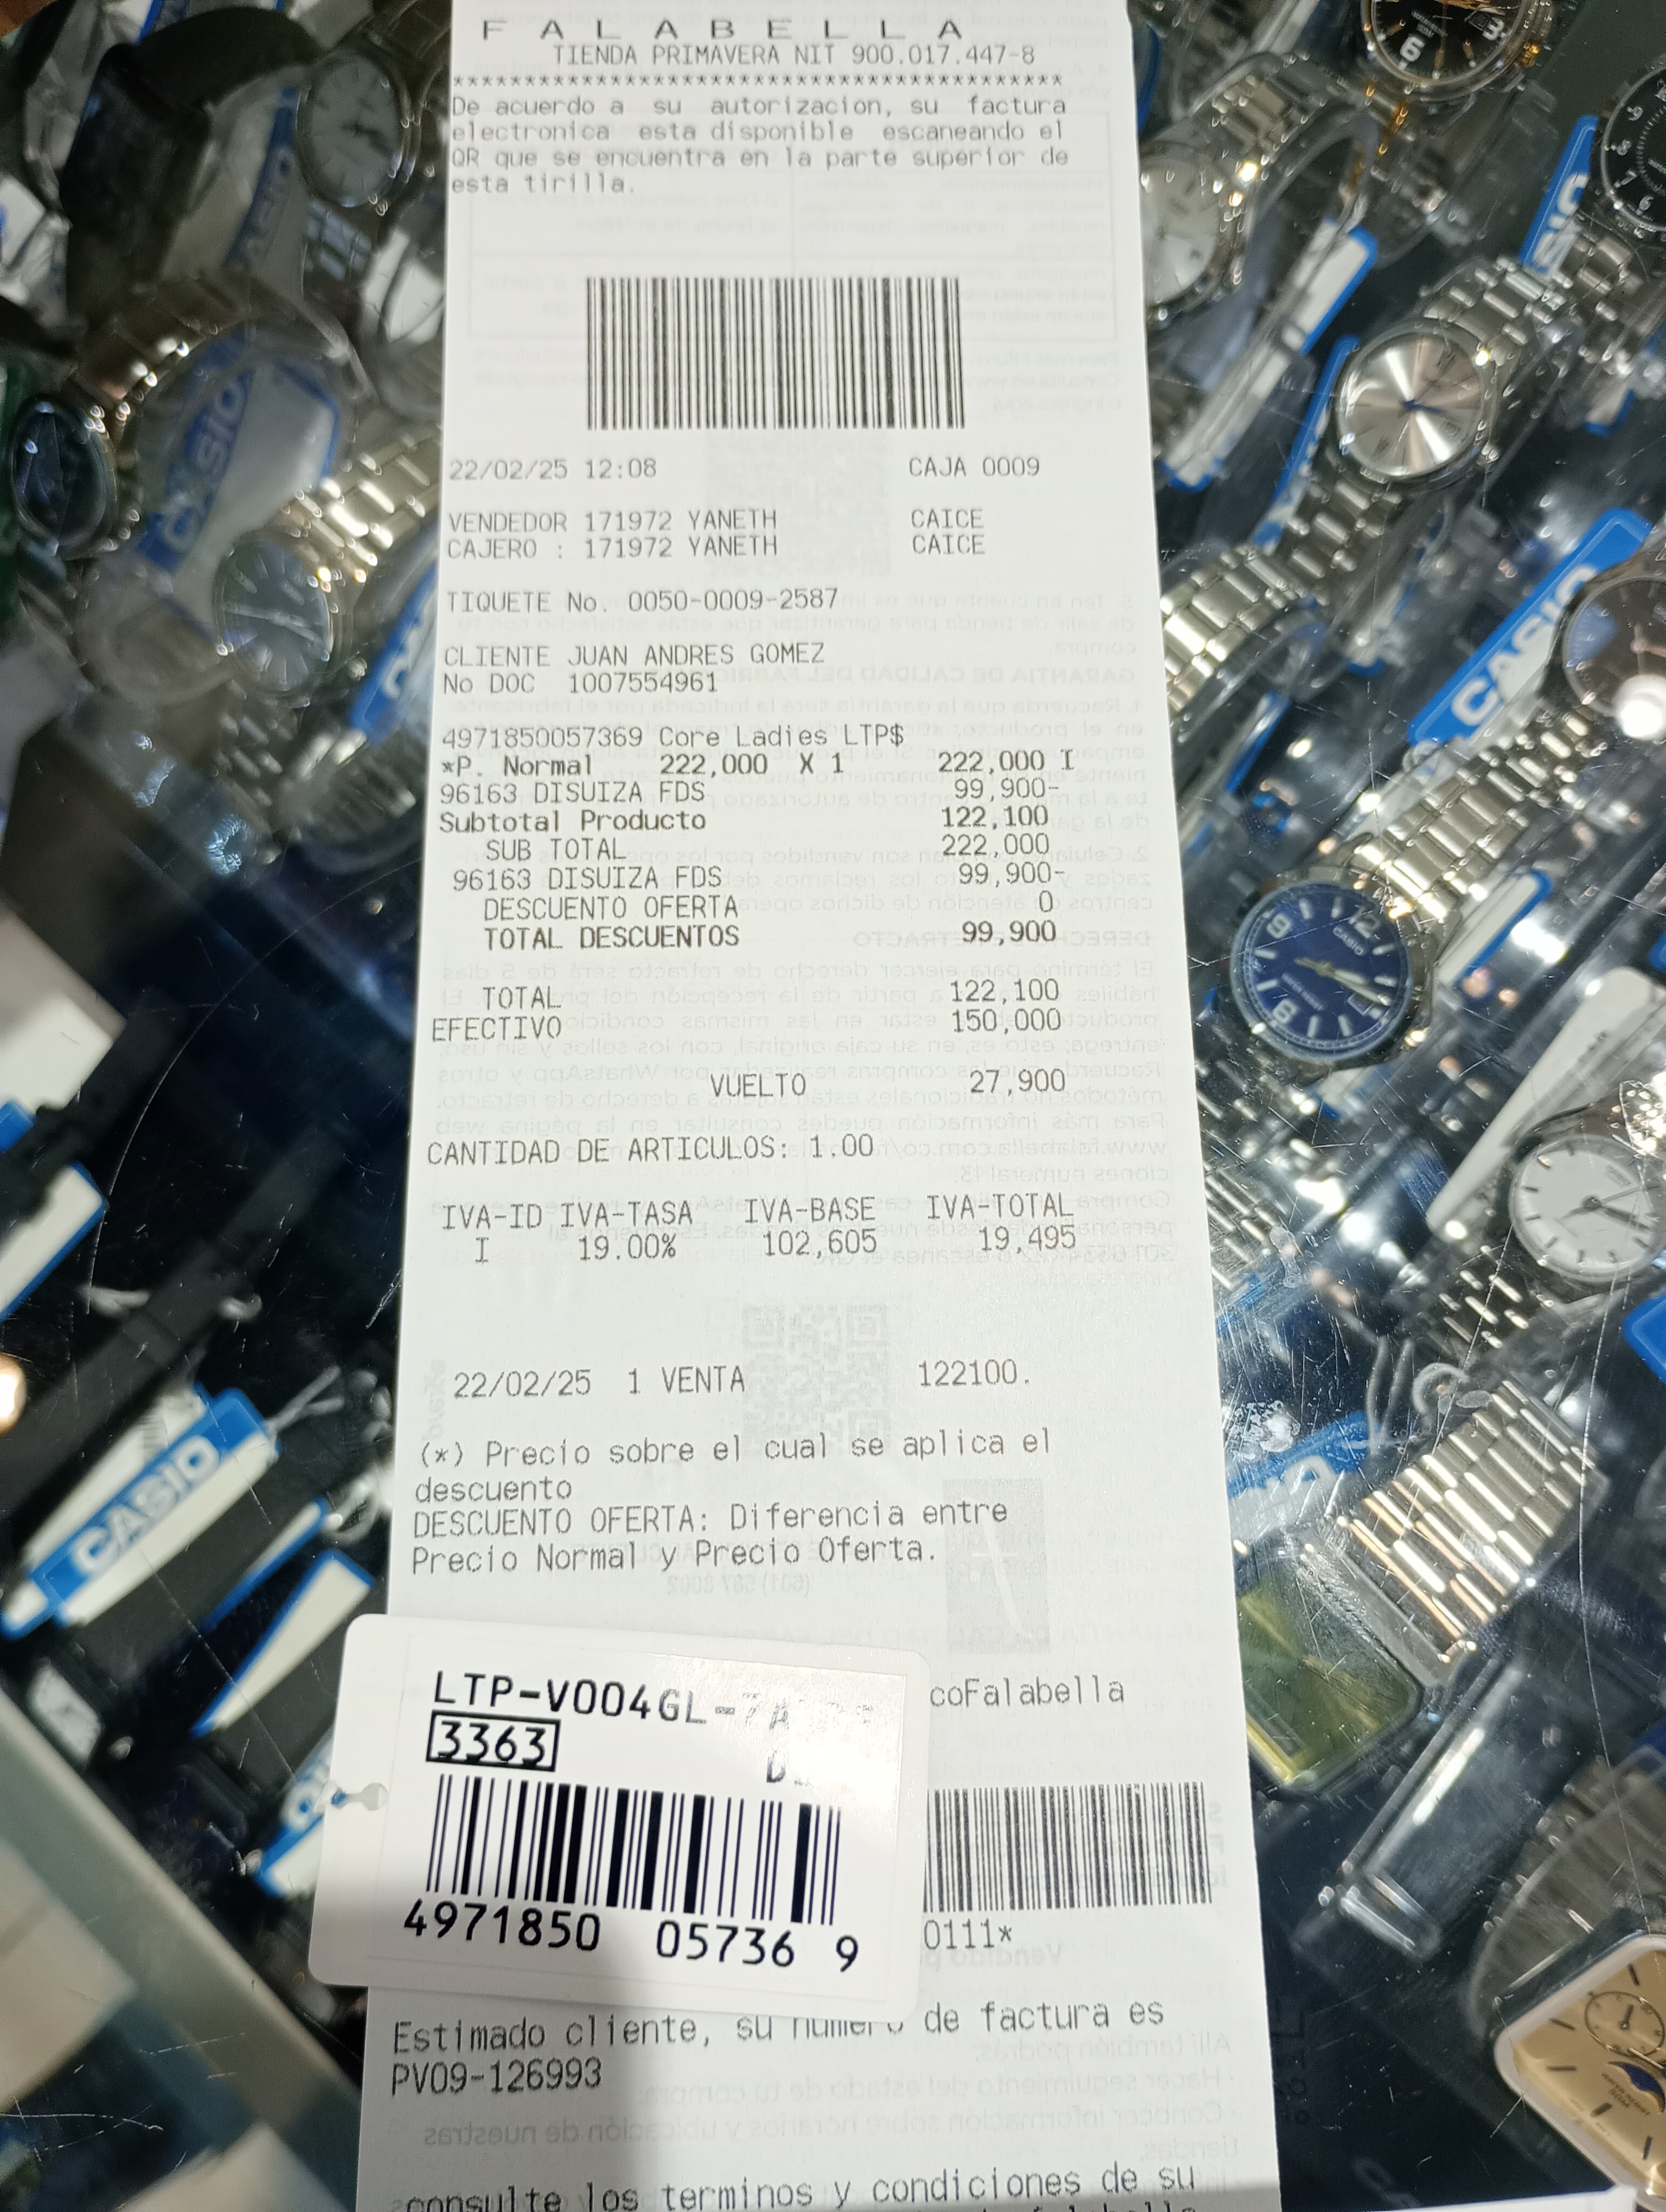 FALABELLA
TIENDA PRIMAVERA NIT 900.017.447-8
*******************************************************
De acuerdo a su autorizacion, su factura
electronica esta disponible escaneando el
QR que se encuentra en la parte superior de
esta tirilla.
22/02/25 12:08 CAJA 0009
VENDEDOR 171972 YANETH CAICE
CAJERO : 171972 YANETH CAICE
TIQUETE No. 0050-0009-2587
CLIENTE JUAN ANDRES GOMEZ
No DOC 1007554961
4971850057369 Core Ladies LTP$
*P. Normal 222,000 X 1 222,000 I
96163 DISUIZA FDS 99,900-
Subtotal Producto 122,100
SUB TOTAL 222,000
96163 DISUIZA FDS 99,900-
DESCUENTO OFERTA 0
TOTAL DESCUENTOS 99,900
TOTAL 122,100
EFECTIVO 150,000
VUELTO 27,900
CANTIDAD DE ARTICULOS: 1.00
IVA-ID IVA-TASA IVA-BASE IVA-TOTAL
I 19.00% 102,605 19,495
22/02/25 1 VENTA 122100.
(*) Precio sobre el cual se aplica el
descuento
DESCUENTO OFERTA: Diferencia entre
Precio Normal y Precio Oferta.
coFalabella
LTP-V004GL-7A
3363
4971850 05736 9
0111*
Estimado cliente, su numero de factura es
PV09-126993
consulte los terminos y condiciones de su
CASIO
CASIO
CASIO
CASIO